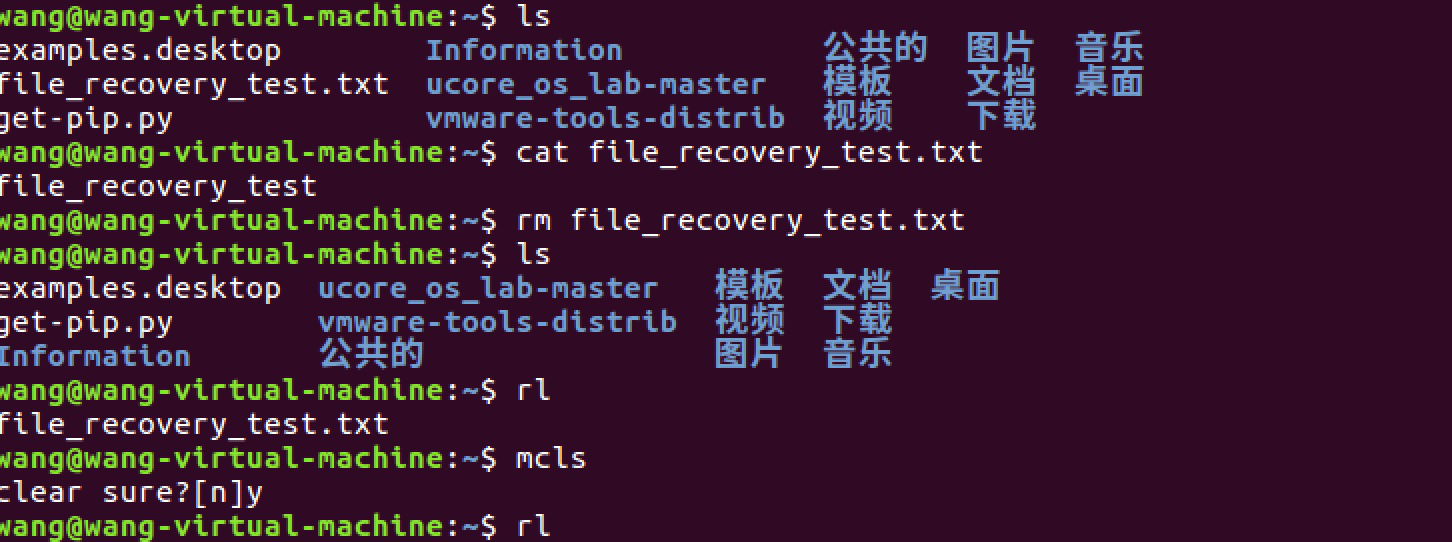 wang@wang-virtual-machine:~$ ls
examples.desktop Information 公共的 图片 音乐
file_recovery_test.txt ucore_os_lab-master 模板 文档 桌面
get-pip.py vmware-tools-distrib 视频 下载
wang@wang-virtual-machine:~$ cat file_recovery_test.txt
file_recovery_test
wang@wang-virtual-machine:~$ rm file_recovery_test.txt
wang@wang-virtual-machine:~$ ls
examples.desktop ucore_os_lab-master 模板 文档 桌面
get-pip.py vmware-tools-distrib 视频 下载
Information 公共的 图片 音乐
wang@wang-virtual-machine:~$ rl
file_recovery_test.txt
wang@wang-virtual-machine:~$ mcls
clear sure?[n]y
wang@wang-virtual-machine:~$ rl